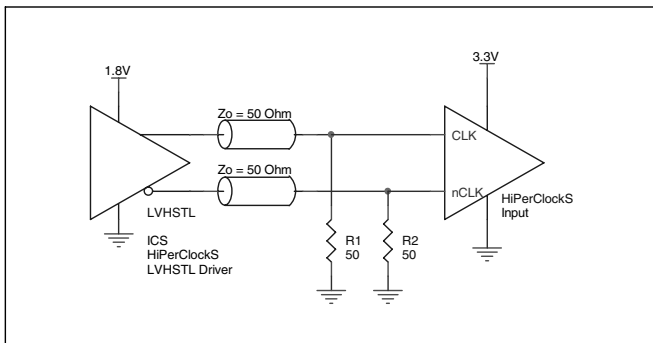 1.8V
3.3V
Zo = 50 Ohm
CLK
Zo = 50 Ohm
nCLK
HiPerClockS
Input
LVHSTL
ICS
HiPerClockS
LVHSTL Driver
R1
50
R2
50